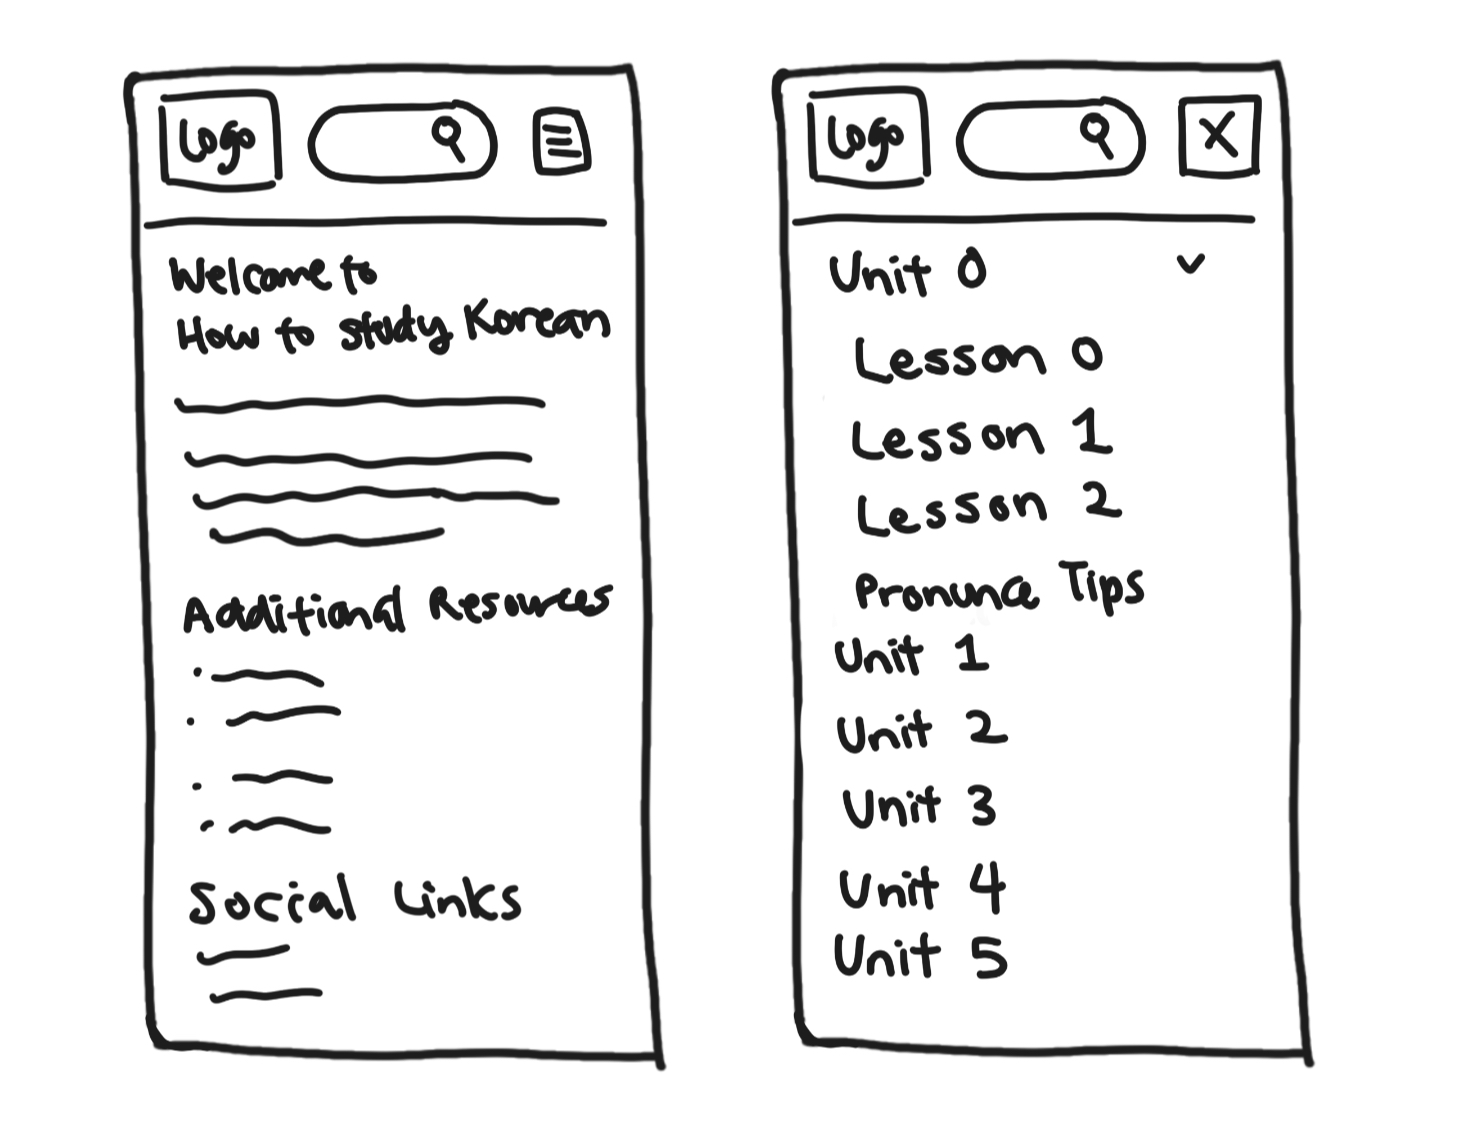 Logo
Welcome to
How to study Korean
Additional Resources
Social Links
Logo
X
Unit 0
Lesson 0
Lesson 1
Lesson 2
Pronunce Tips
Unit 1
Unit 2
Unit 3
Unit 4
Unit 5